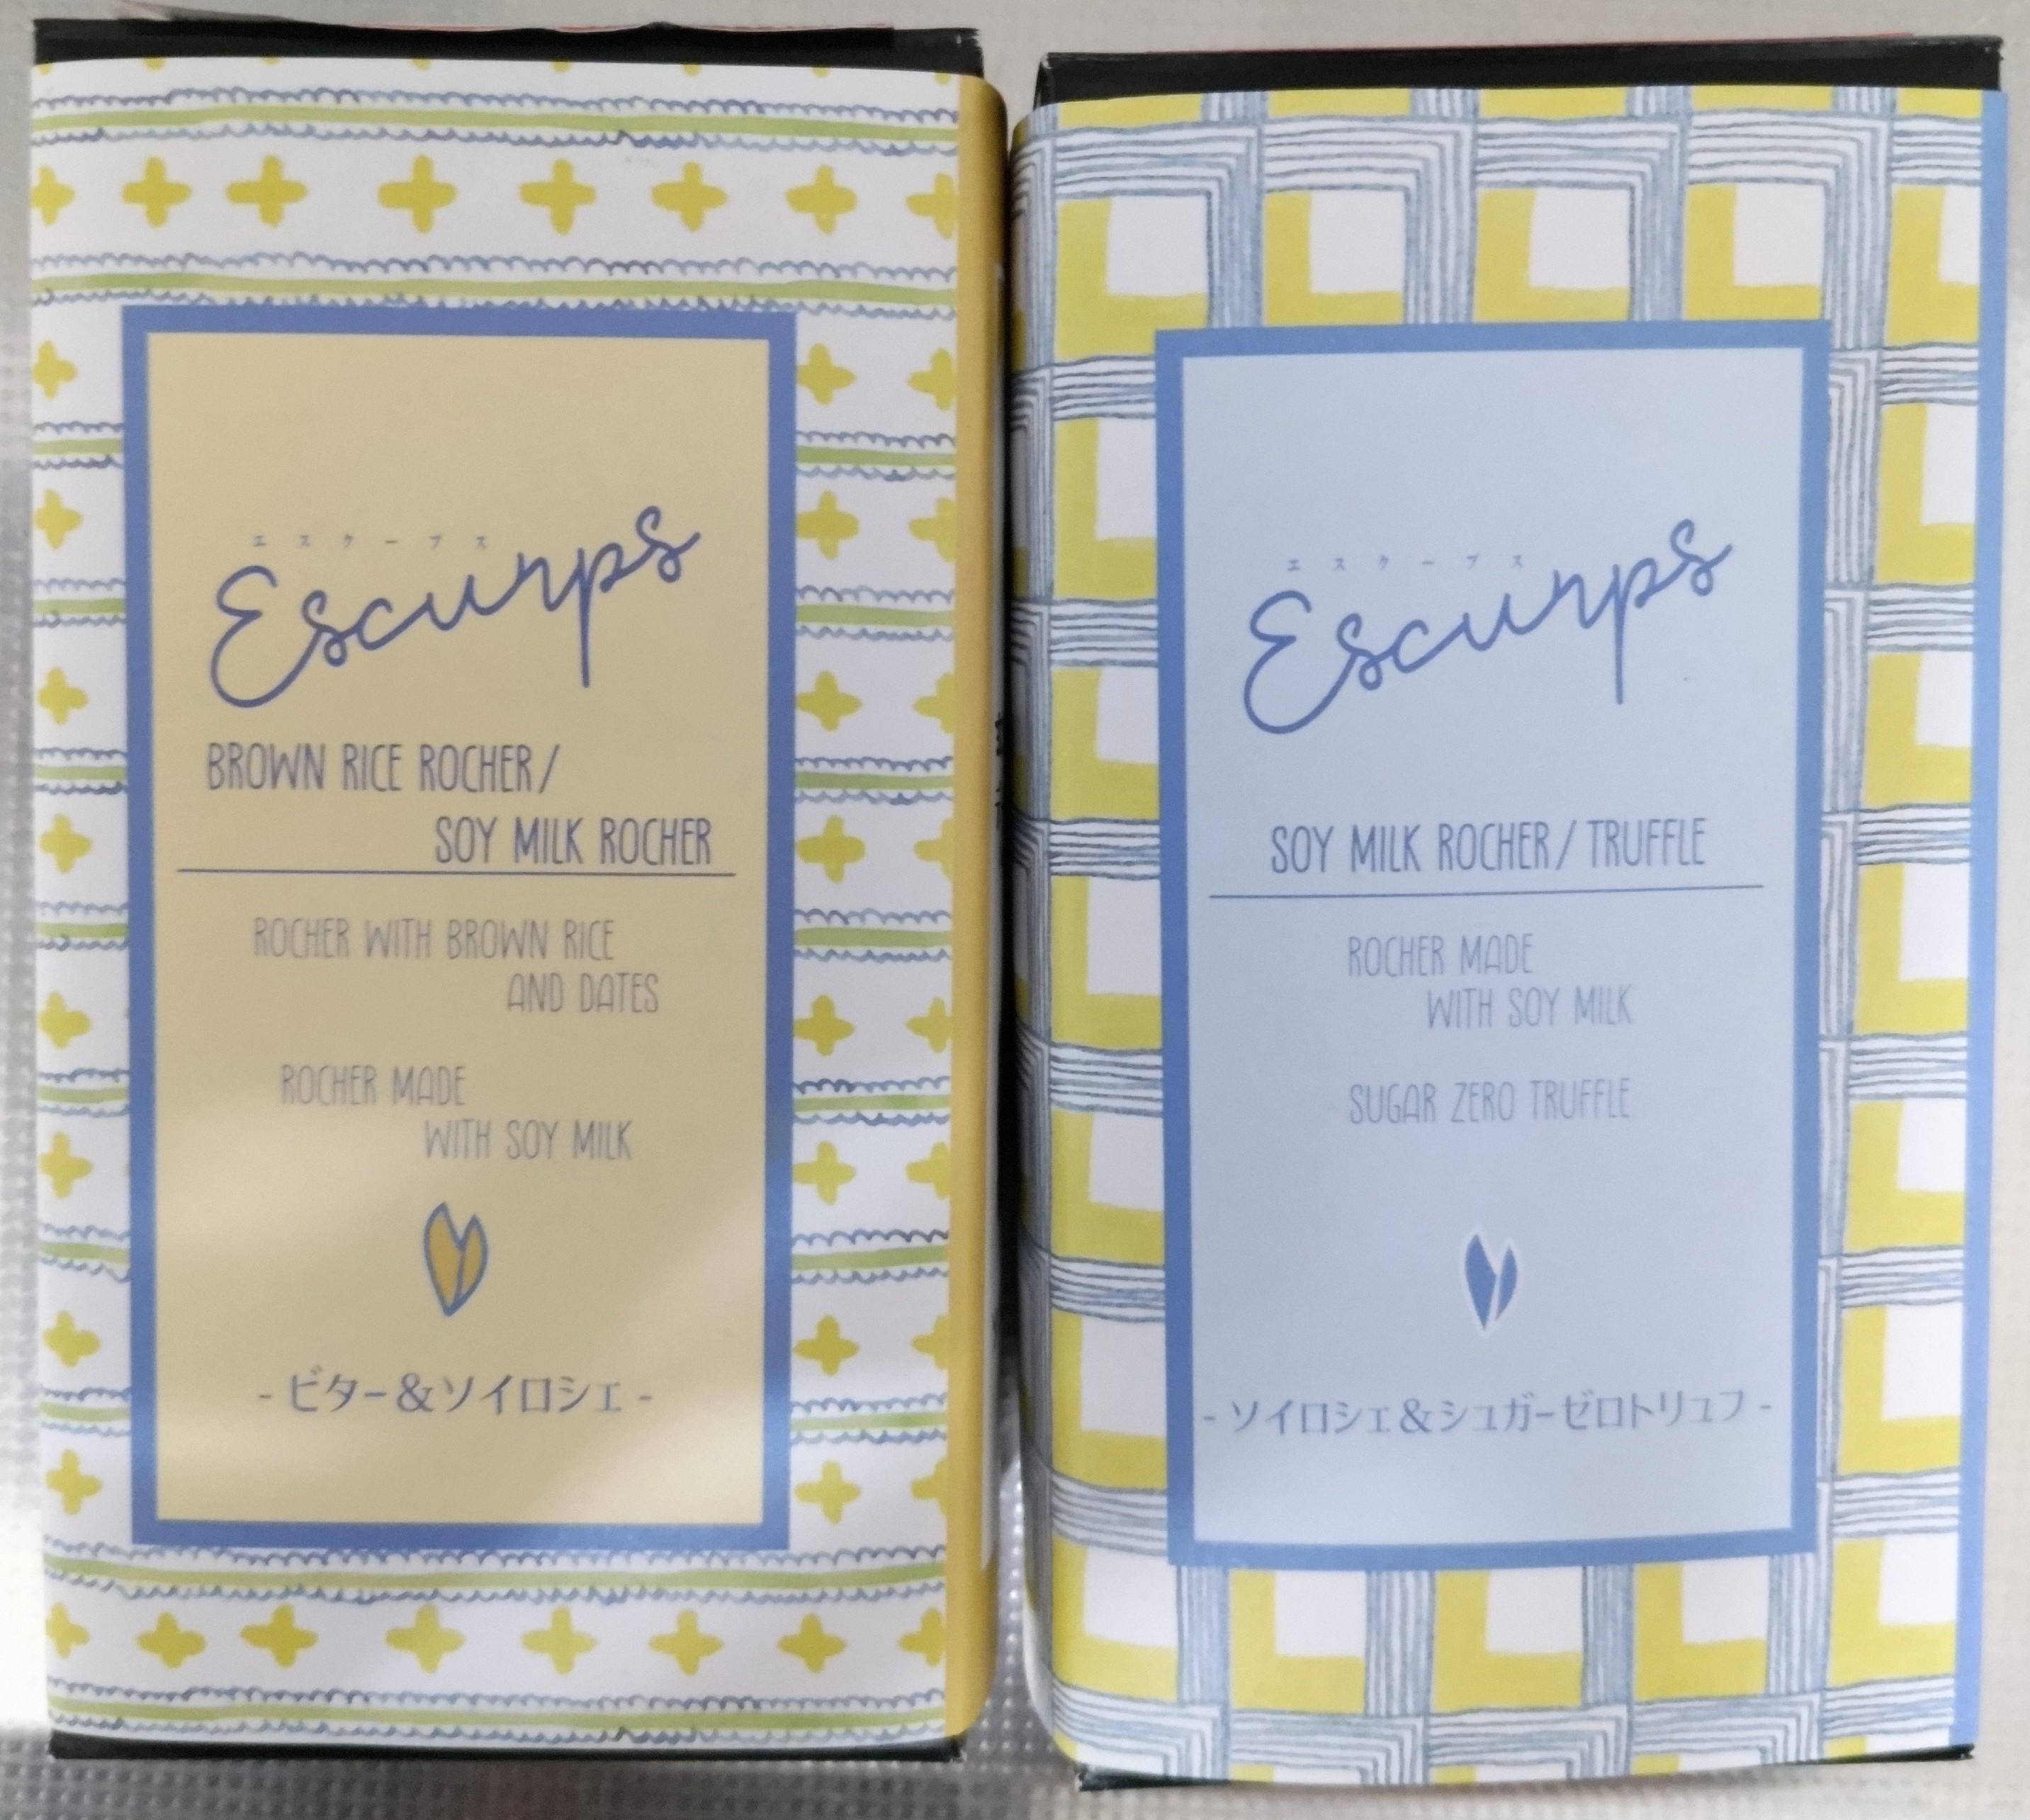 エスケープス
Escurps
BROWN RICE ROCHER/
SOY MILK ROCHER
ROCHER WITH BROWN RICE
AND DATES
ROCHER MADE
WITH SOY MILK
- ビター&ソイロシェ -
エスケープス
Escurps
SOY MILK ROCHER/TRUFFLE
ROCHER MADE
WITH SOY MILK
SUGAR ZERO TRUFFLE
- ソイロシェ&シュガーゼロトリュフ -